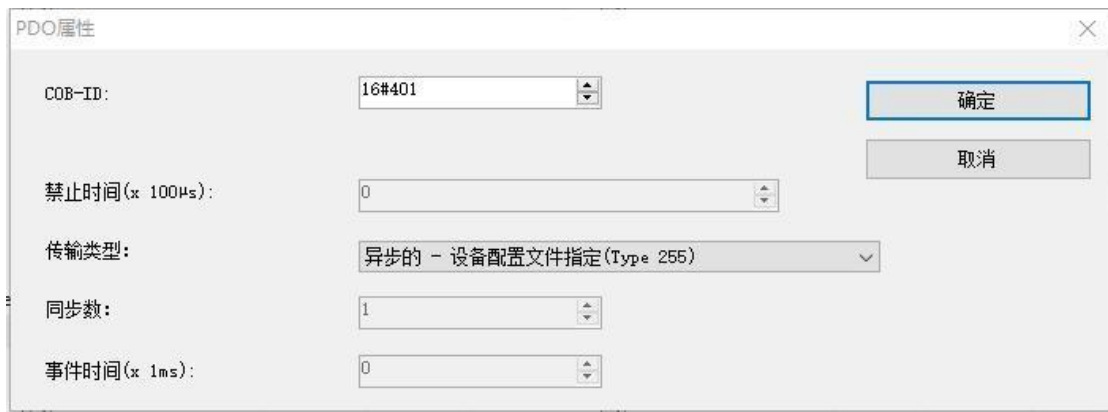 PDO属性
COB-ID:
16#401
确定
取消
禁止时间(x 100μs):
0
传输类型:
异步的 - 设备配置文件指定(Type 255)
同步数:
1
事件时间(x 1ms):
0